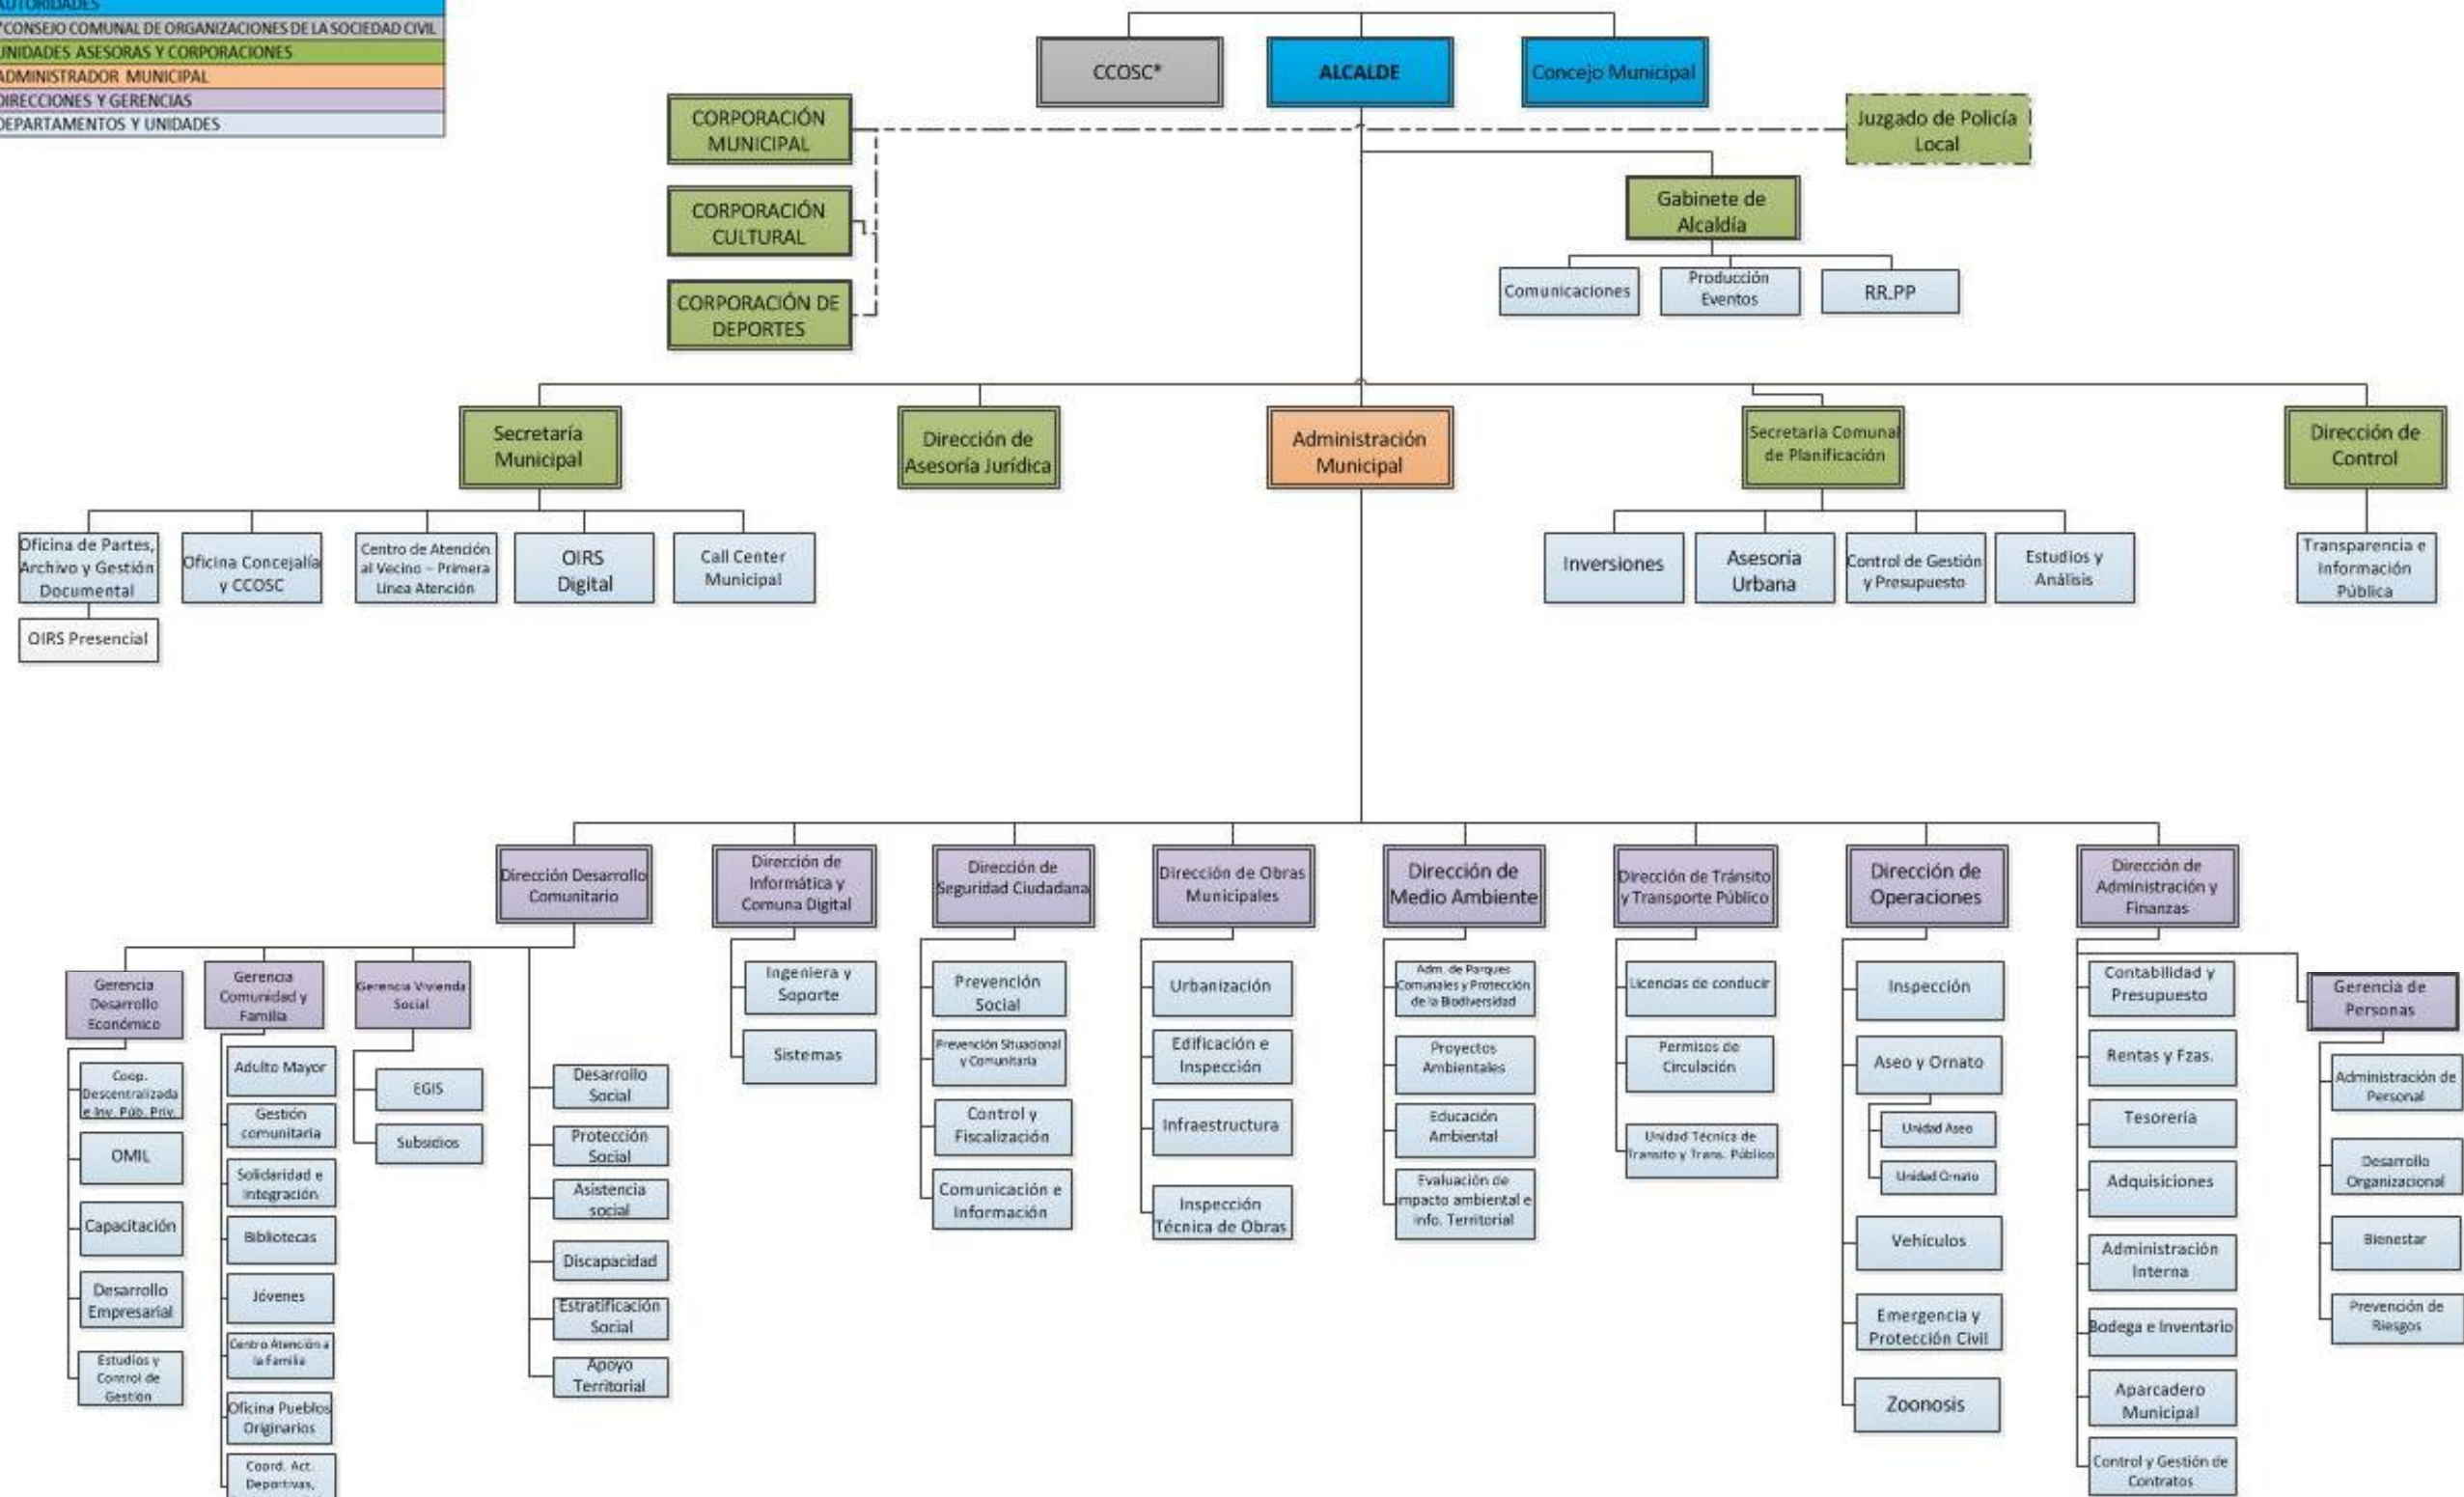 AUTORIDADES
*CONSEJO COMUNAL DE ORGANIZACIONES DE LA SOCIEDAD CIVIL
UNIDADES ASESORAS Y CORPORACIONES
ADMINISTRADOR MUNICIPAL
DIRECCIONES Y GERENCIAS
DEPARTAMENTOS Y UNIDADES
CCOSC*
ALCALDE
Concejo Municipal
CORPORACIÓN
MUNICIPAL
CORPORACIÓN
CULTURAL
CORPORACIÓN DE
DEPORTES
Juzgado de Policía
Local
Gabinete de
Alcaldía
Comunicaciones
Producción
Eventos
RR.PP
Secretaría
Municipal
Dirección de
Asesoría Jurídica
Administración
Municipal
Secretaria Comunal
de Planificación
Dirección de
Control
Oficina de Partes,
Archivo y Gestión
Documental
OIRS Presencial
Oficina Concejalía
y CCOSC
Centro de Atención
al Vecino – Primera
Línea Atención
OIRS
Digital
Call Center
Municipal
Inversiones
Asesoría
Urbana
Control de Gestión
y Presupuesto
Estudios y
Análisis
Transparencia e
Información
Pública
Dirección Desarrollo
Comunitario
Dirección de
Informática y
Comuna Digital
Dirección de
Seguridad Ciudadana
Dirección de Obras
Municipales
Dirección de
Medio Ambiente
Dirección de Tránsito
y Transporte Público
Dirección de
Operaciones
Dirección de
Administración y
Finanzas
Gerencia
Desarrollo
Económico
Coop.
Descentralizada
e Inv. Púb. Priv.
OMIL
Capacitación
Desarrollo
Empresarial
Estudios y
Control de
Gestión
Gerencia
Comunidad y
Familia
Adulto Mayor
Gestión
comunitaria
Solidaridad e
Integración
Bibliotecas
Jóvenes
Centro Atención a
la Familia
Oficina Pueblos
Originarios
Coord. Act.
Deportivas,
Gerencia Vivienda
Social
EGIS
Subsidios
Desarrollo
Social
Protección
Social
Asistencia
social
Discapacidad
Estratificación
Social
Apoyo
Territorial
Ingeniera y
Soporte
Sistemas
Prevención
Social
Prevención Situacional
y Comunitaria
Control y
Fiscalización
Comunicación e
Información
Urbanización
Edificación e
Inspección
Infraestructura
Inspección
Técnica de Obras
Adm. de Parques
Comunales y Protección
de la Biodiversidad
Proyectos
Ambientales
Educación
Ambiental
Evaluación de
impacto ambiental e
info. Territorial
Licencias de conducir
Permisos de
Circulación
Unidad Técnica de
Transito y Trans. Público
Inspección
Aseo y Ornato
Unidad Aseo
Unidad Ornato
Vehículos
Emergencia y
Protección Civil
Zoonosis
Contabilidad y
Presupuesto
Rentas y Fzas.
Tesorería
Adquisiciones
Administración
Interna
Bodega e Inventario
Aparcadero
Municipal
Control y Gestión de
Contratos
Gerencia de
Personas
Administración de
Personal
Desarrollo
Organizacional
Bienestar
Prevención de
Riesgos